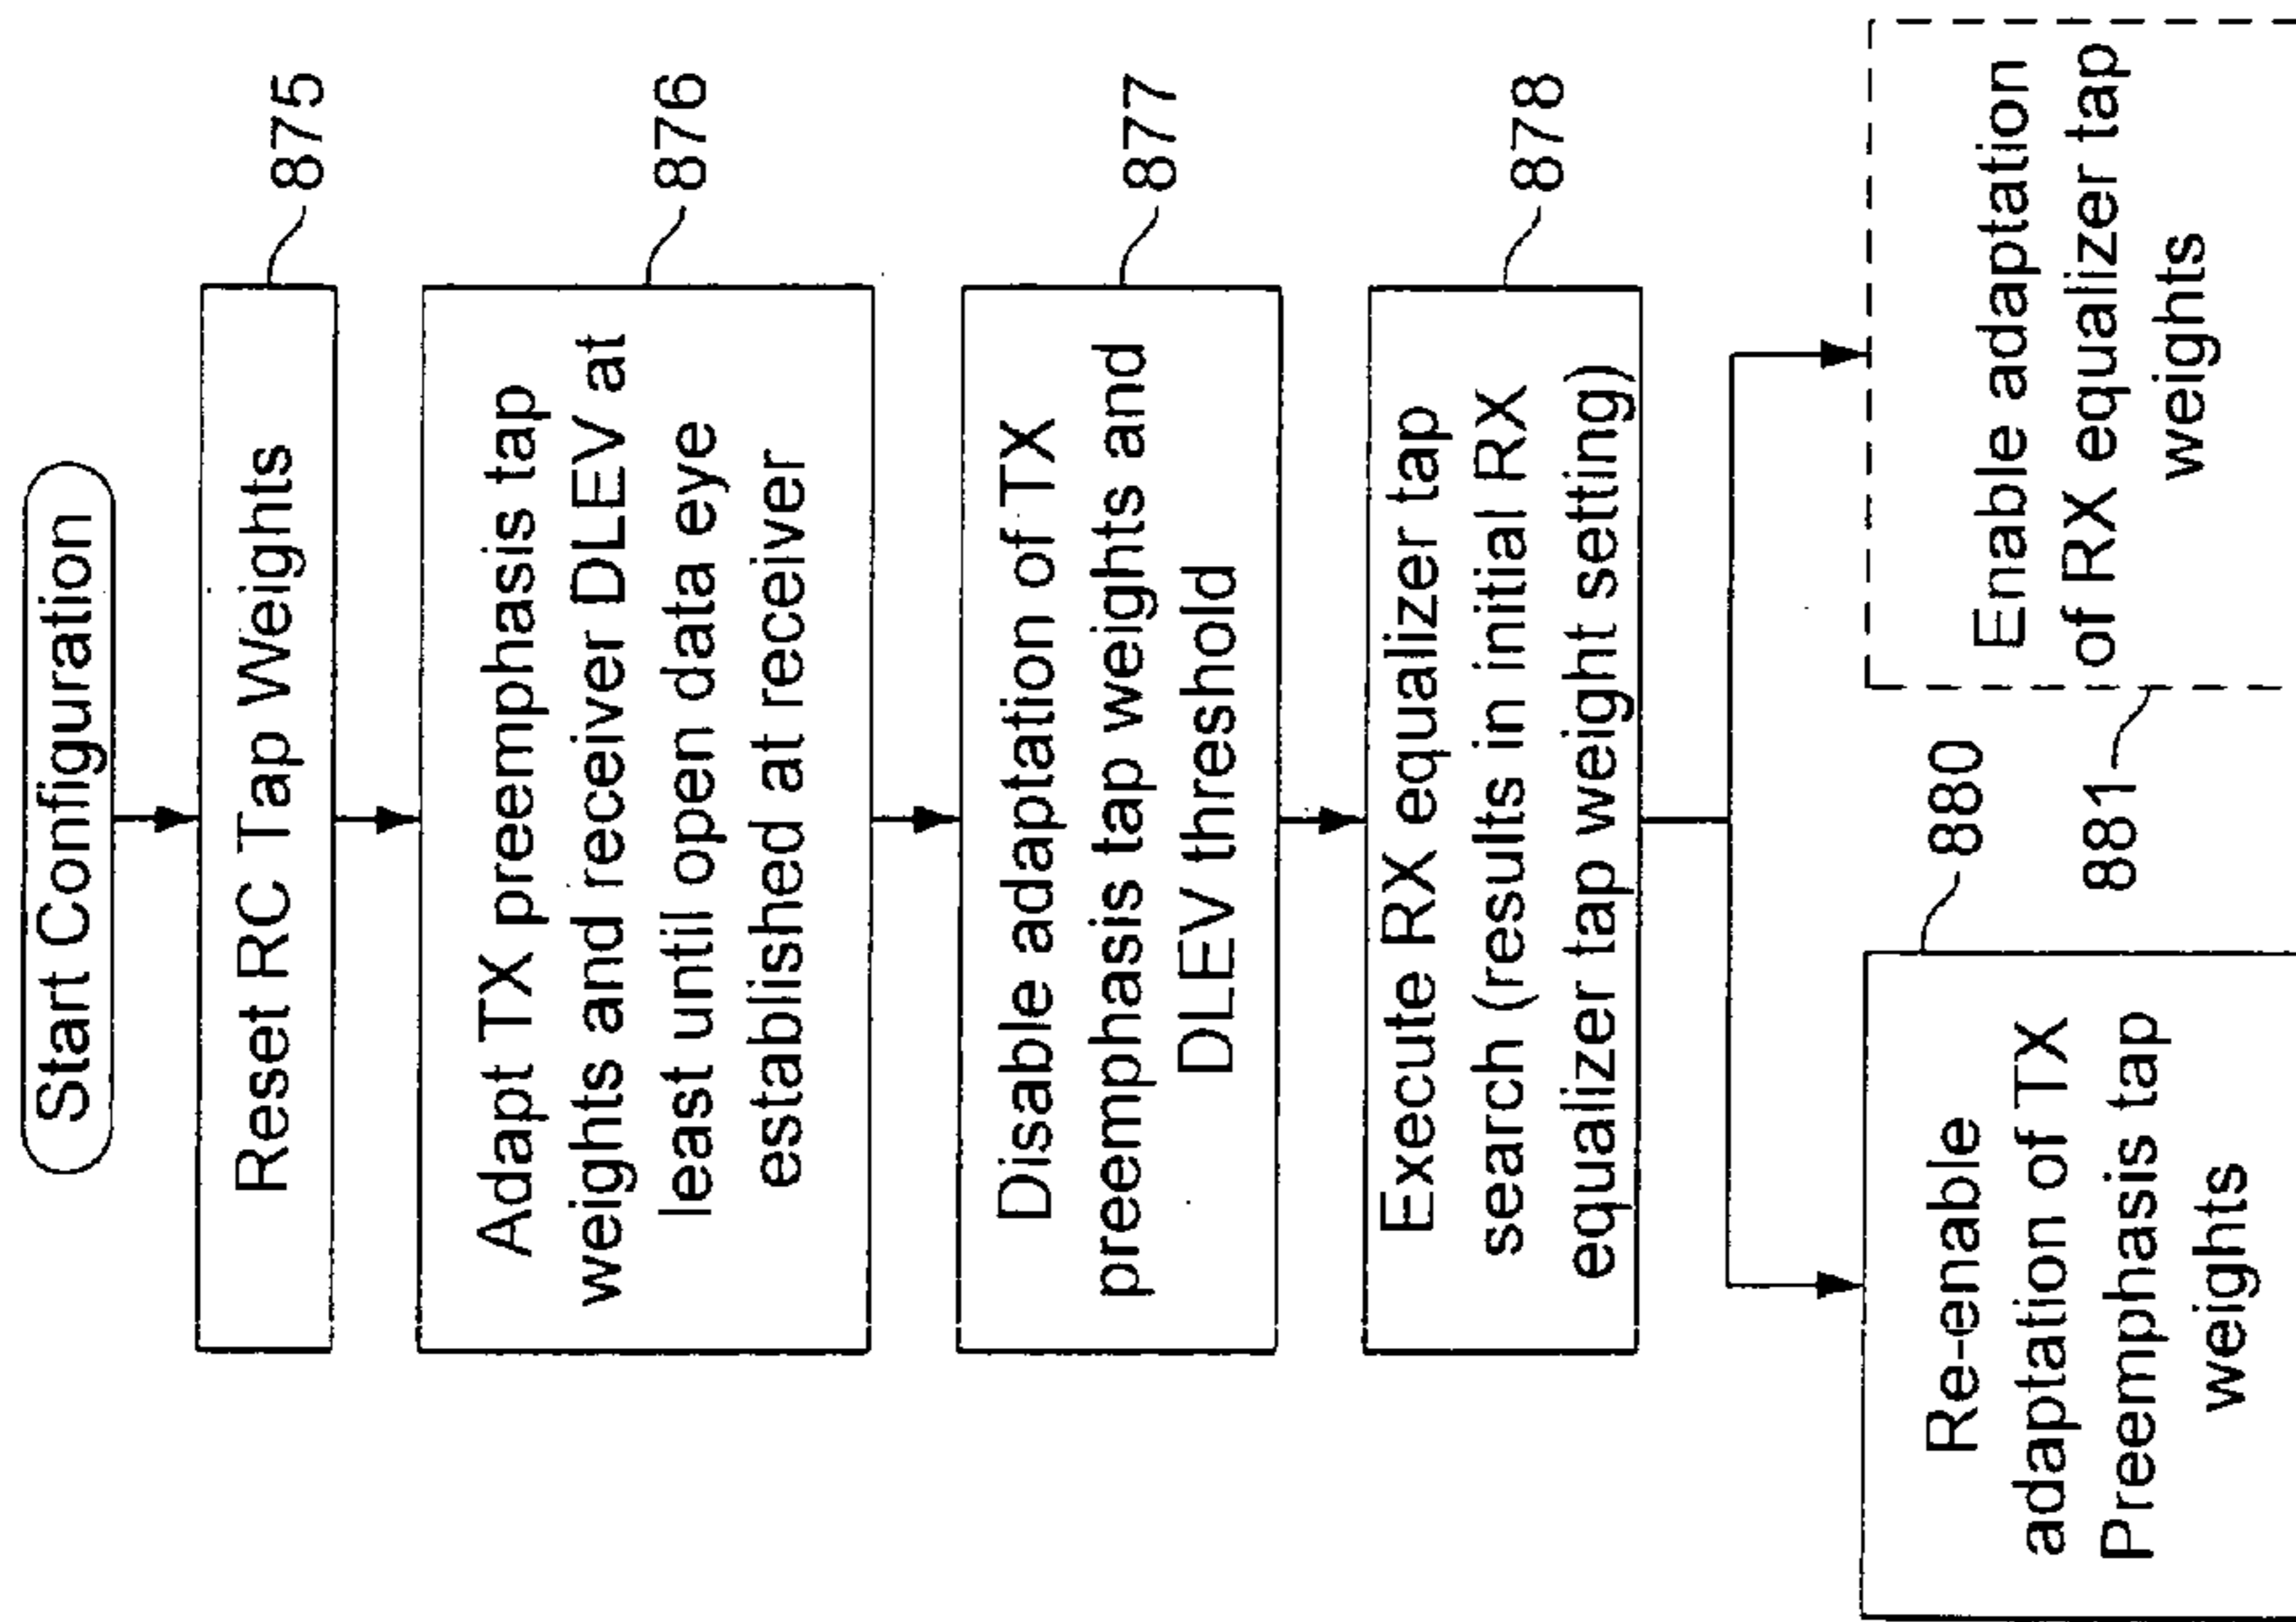 Start Configuration
Reset RC Tap Weights
875
Adapt TX preemphasis tap
weights and receiver DLEV at
least until open data eye
established at receiver
876
Disable adaptation of TX
preemphasis tap weights and
DLEV threshold
877
Execute RX equalizer tap
search (results in initial RX
equalizer tap weight setting)
878
Re-enable
adaptation of TX
Preemphasis tap
weights
880
Enable adaptation
of RX equalizer tap
weights
881